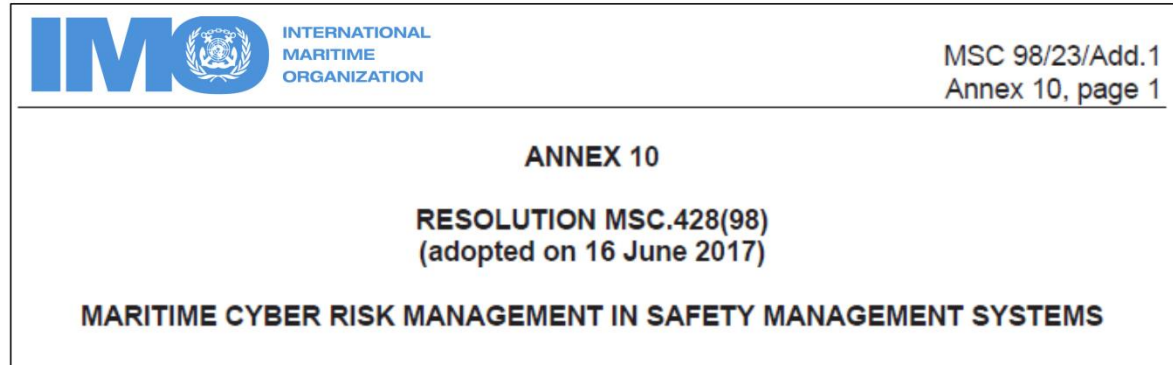 IMO
INTERNATIONAL
MARITIME
ORGANIZATION
MSC 98/23/Add.1
Annex 10, page 1
ANNEX 10
RESOLUTION MSC.428(98)
(adopted on 16 June 2017)
MARITIME CYBER RISK MANAGEMENT IN SAFETY MANAGEMENT SYSTEMS